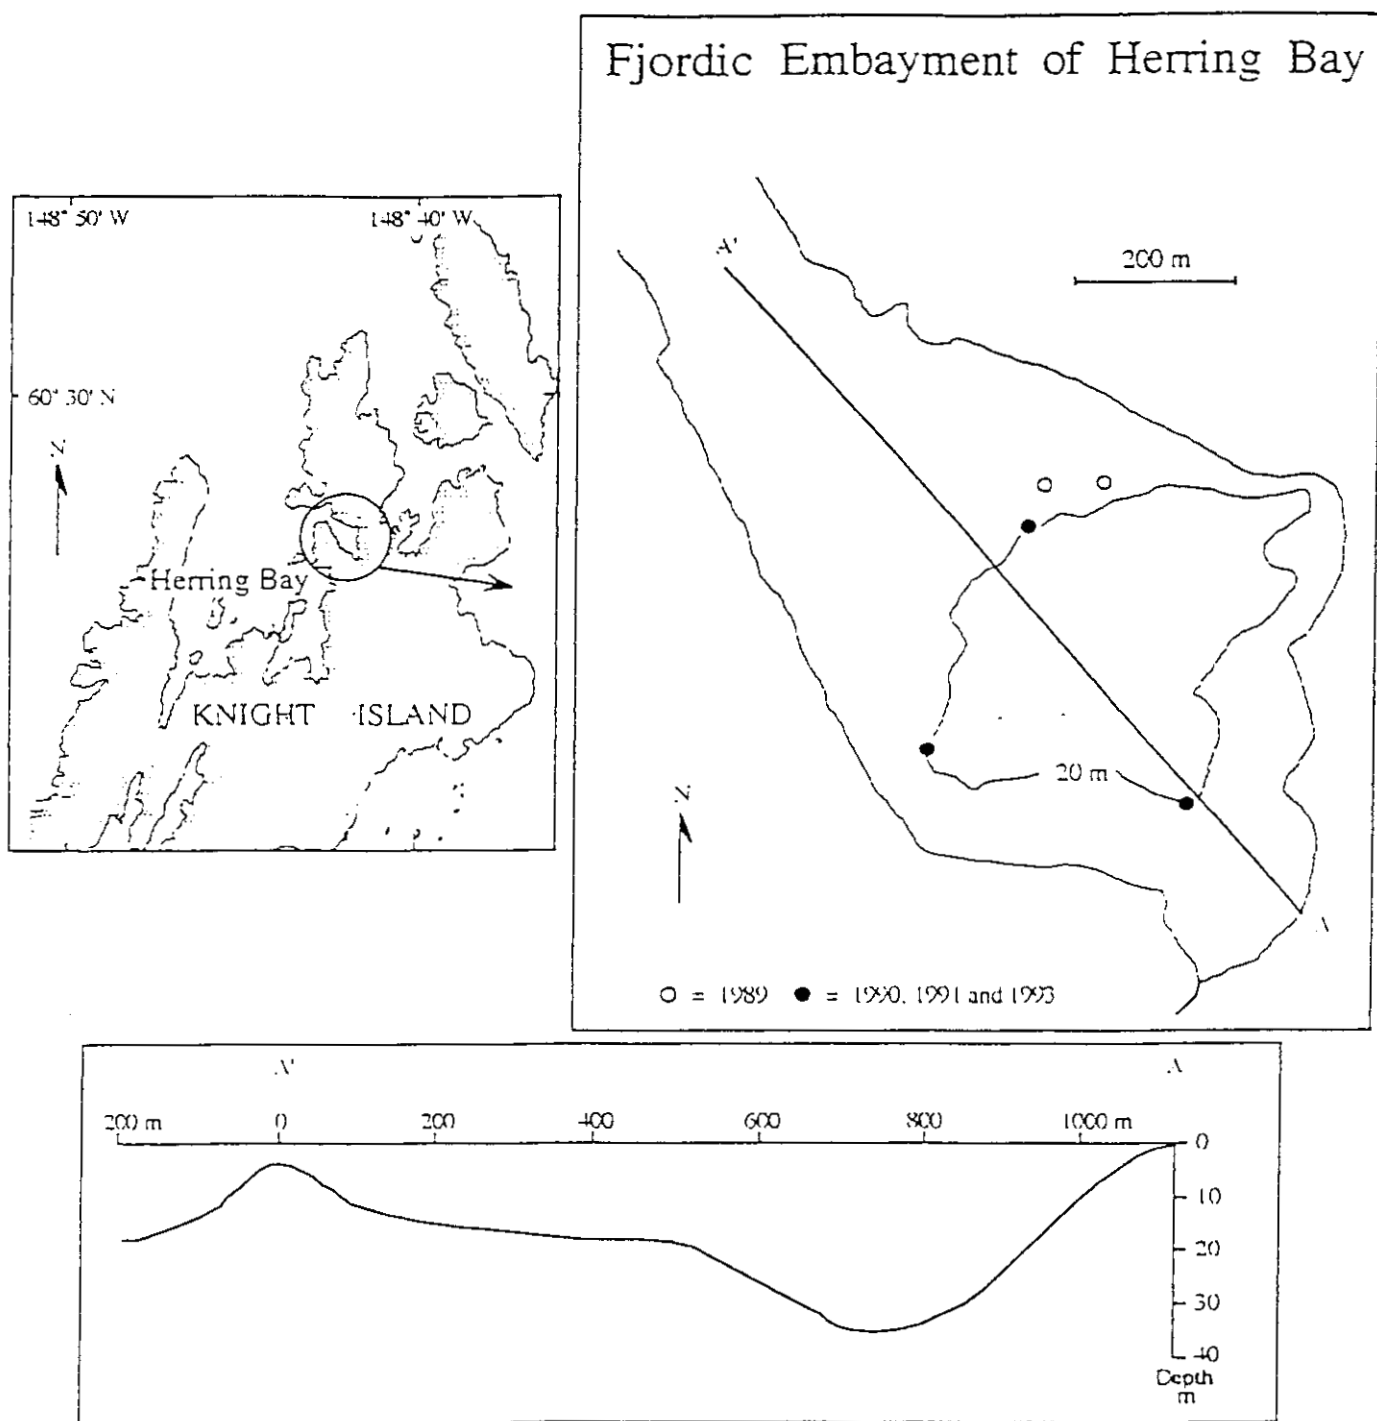 Fjordic Embayment of Herring Bay
148° 50' W
148° 40' W
60° 30' N
N
Herring Bay
KNIGHT ISLAND
A'
200 m
20 m
N
A
O = 1989 ● = 1990, 1991 and 1993
A'
A
200 m 0 200 400 600 800 1000 m
0
10
20
30
40
Depth
m